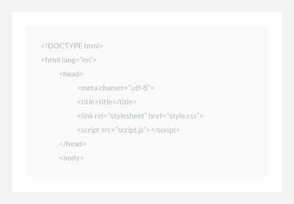 <!DOCTYPE html>
<html lang="en">
<head>
<meta charset="utf-8">
<title>title</title>
<link rel="stylesheet" href="style.css">
<script src="script.js"></script>
</head>
<body>